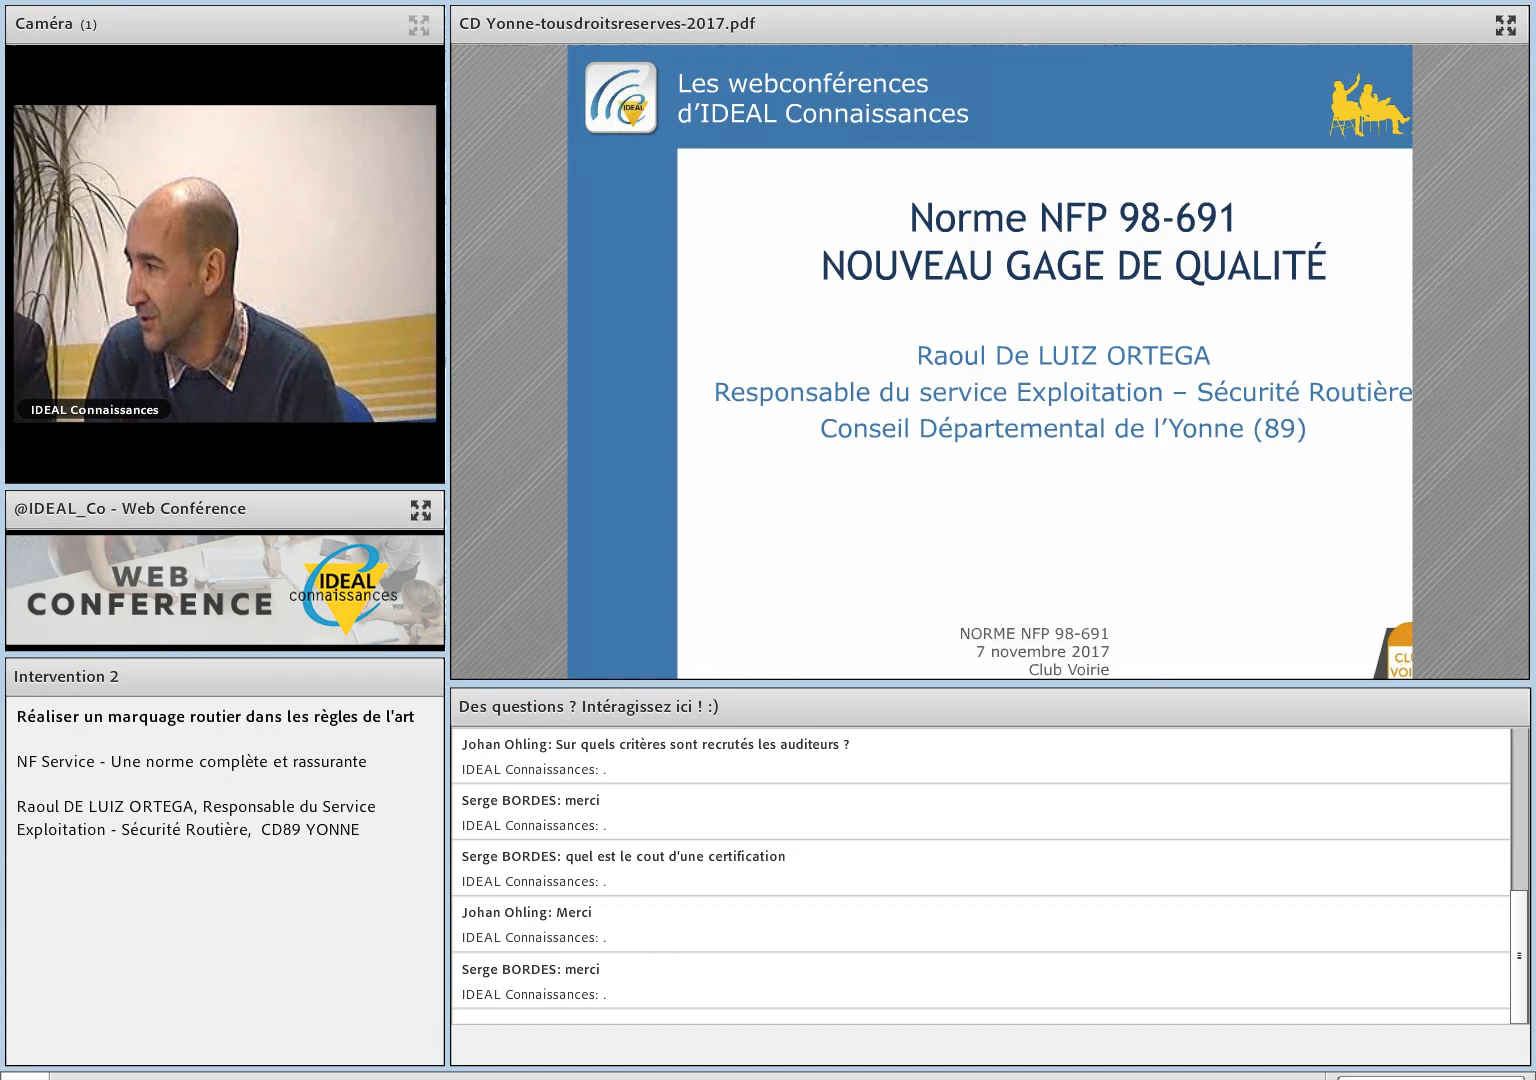 Caméra (1)
IDEAL Connaissances
@IDEAL_Co - Web Conférence
WEB
CONFERENCE
IDEAL
connaissances
Intervention 2
Réaliser un marquage routier dans les règles de l'art
NF Service - Une norme complète et rassurante
Raoul DE LUIZ ORTEGA, Responsable du Service
Exploitation - Sécurité Routière, CD89 YONNE
CD Yonne-tousdroitsreserves-2017.pdf
IDEAL
Les webconférences
d'IDEAL Connaissances
Norme NFP 98-691
NOUVEAU GAGE DE QUALITÉ
Raoul De LUIZ ORTEGA
Responsable du service Exploitation – Sécurité Routière
Conseil Départemental de l’Yonne (89)
NORME NFP 98-691
7 novembre 2017
Club Voirie
CLU
VOI
Des questions ? Intéragissez ici ! :)
Johan Ohling: Sur quels critères sont recrutés les auditeurs ?
IDEAL Connaissances: .
Serge BORDES: merci
IDEAL Connaissances: .
Serge BORDES: quel est le cout d'une certification
IDEAL Connaissances: .
Johan Ohling: Merci
IDEAL Connaissances: .
Serge BORDES: merci
IDEAL Connaissances: .